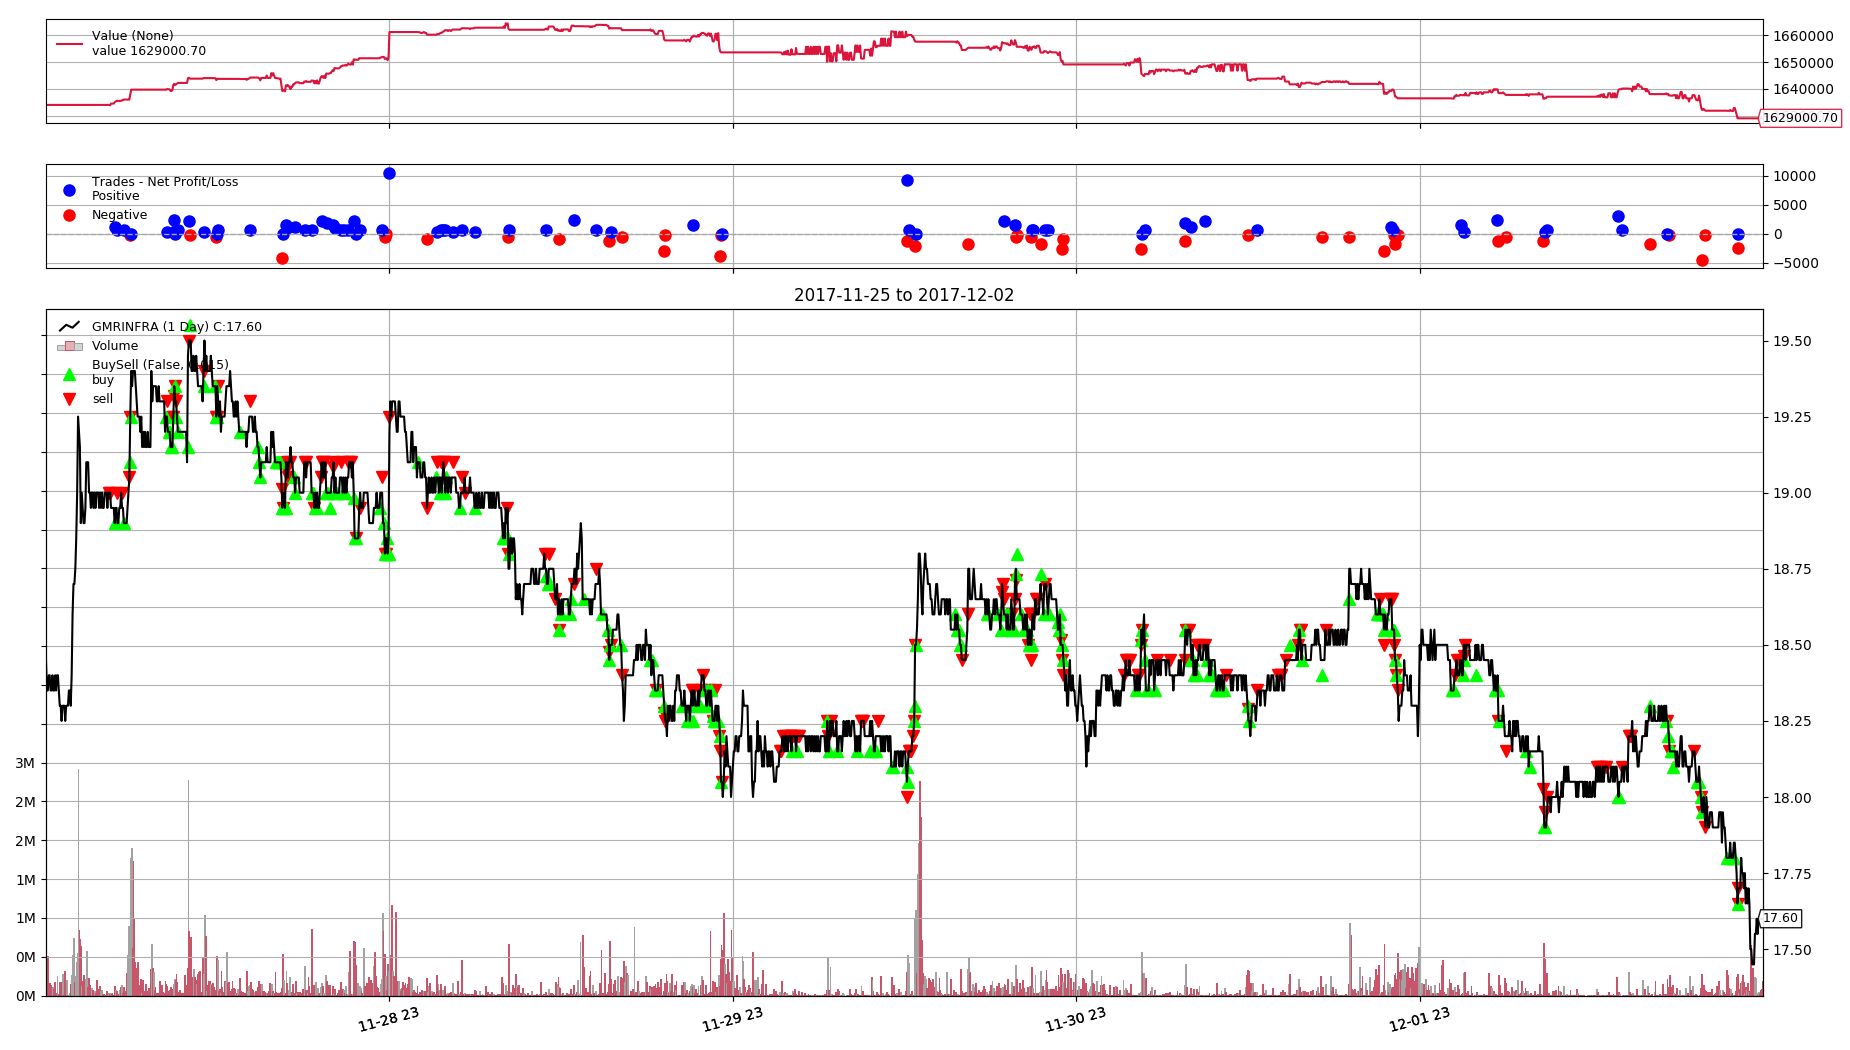 Value (None)
value 1629000.70
1660000
1650000
1640000
1629000.70
Trades - Net Profit/Loss
Positive
Negative
10000
5000
0
−5000
2017-11-25 to 2017-12-02
GMRINFRA (1 Day) C:17.60
Volume
BuySell (False,
buy
sell
19.50
19.25
19.00
18.75
18.50
18.25
18.00
17.75
17.60
17.50
3M
2M
2M
1M
1M
0M
0M
11-28 23
11-29 23
11-30 23
12-01 23